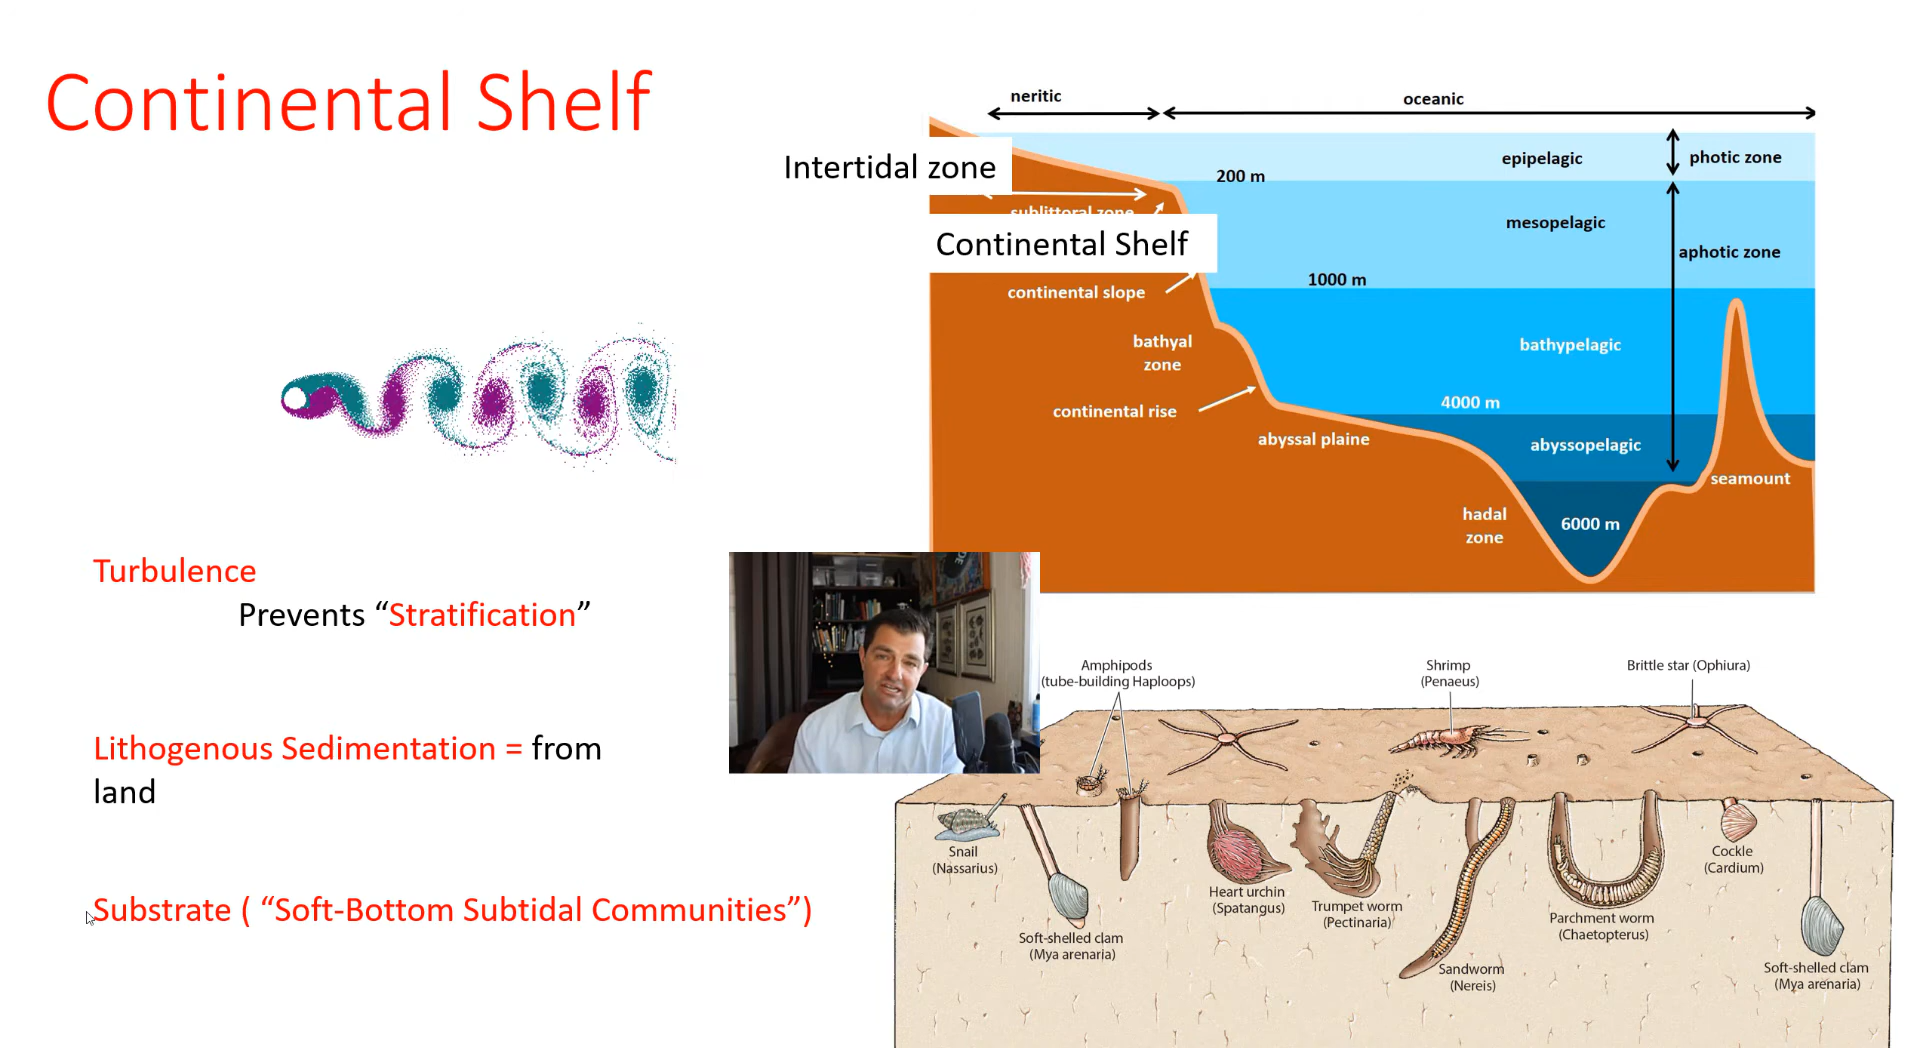 Continental Shelf
neritic
oceanic
Intertidal zone
epipelagic
photic zone
200 m
sublittoral zone
mesopelagic
Continental Shelf
aphotic zone
1000 m
continental slope
bathyal
zone
bathypelagic
continental rise
4000 m
abyssal plaine
abyssopelagic
seamount
hadal
zone
6000 m
Turbulence
Prevents “Stratification”
Lithogenous Sedimentation = from
land
Substrate ( “Soft-Bottom Subtidal Communities”)
Amphipods
(tube-building Haploops)
Shrimp
(Penaeus)
Brittle star (Ophiura)
Snail
(Nassarius)
Soft-shelled clam
(Mya arenaria)
Heart urchin
(Spatangus)
Trumpet worm
(Pectinaria)
Sandworm
(Nereis)
Parchment worm
(Chaetopterus)
Cockle
(Cardium)
Soft-shelled clam
(Mya arenaria)